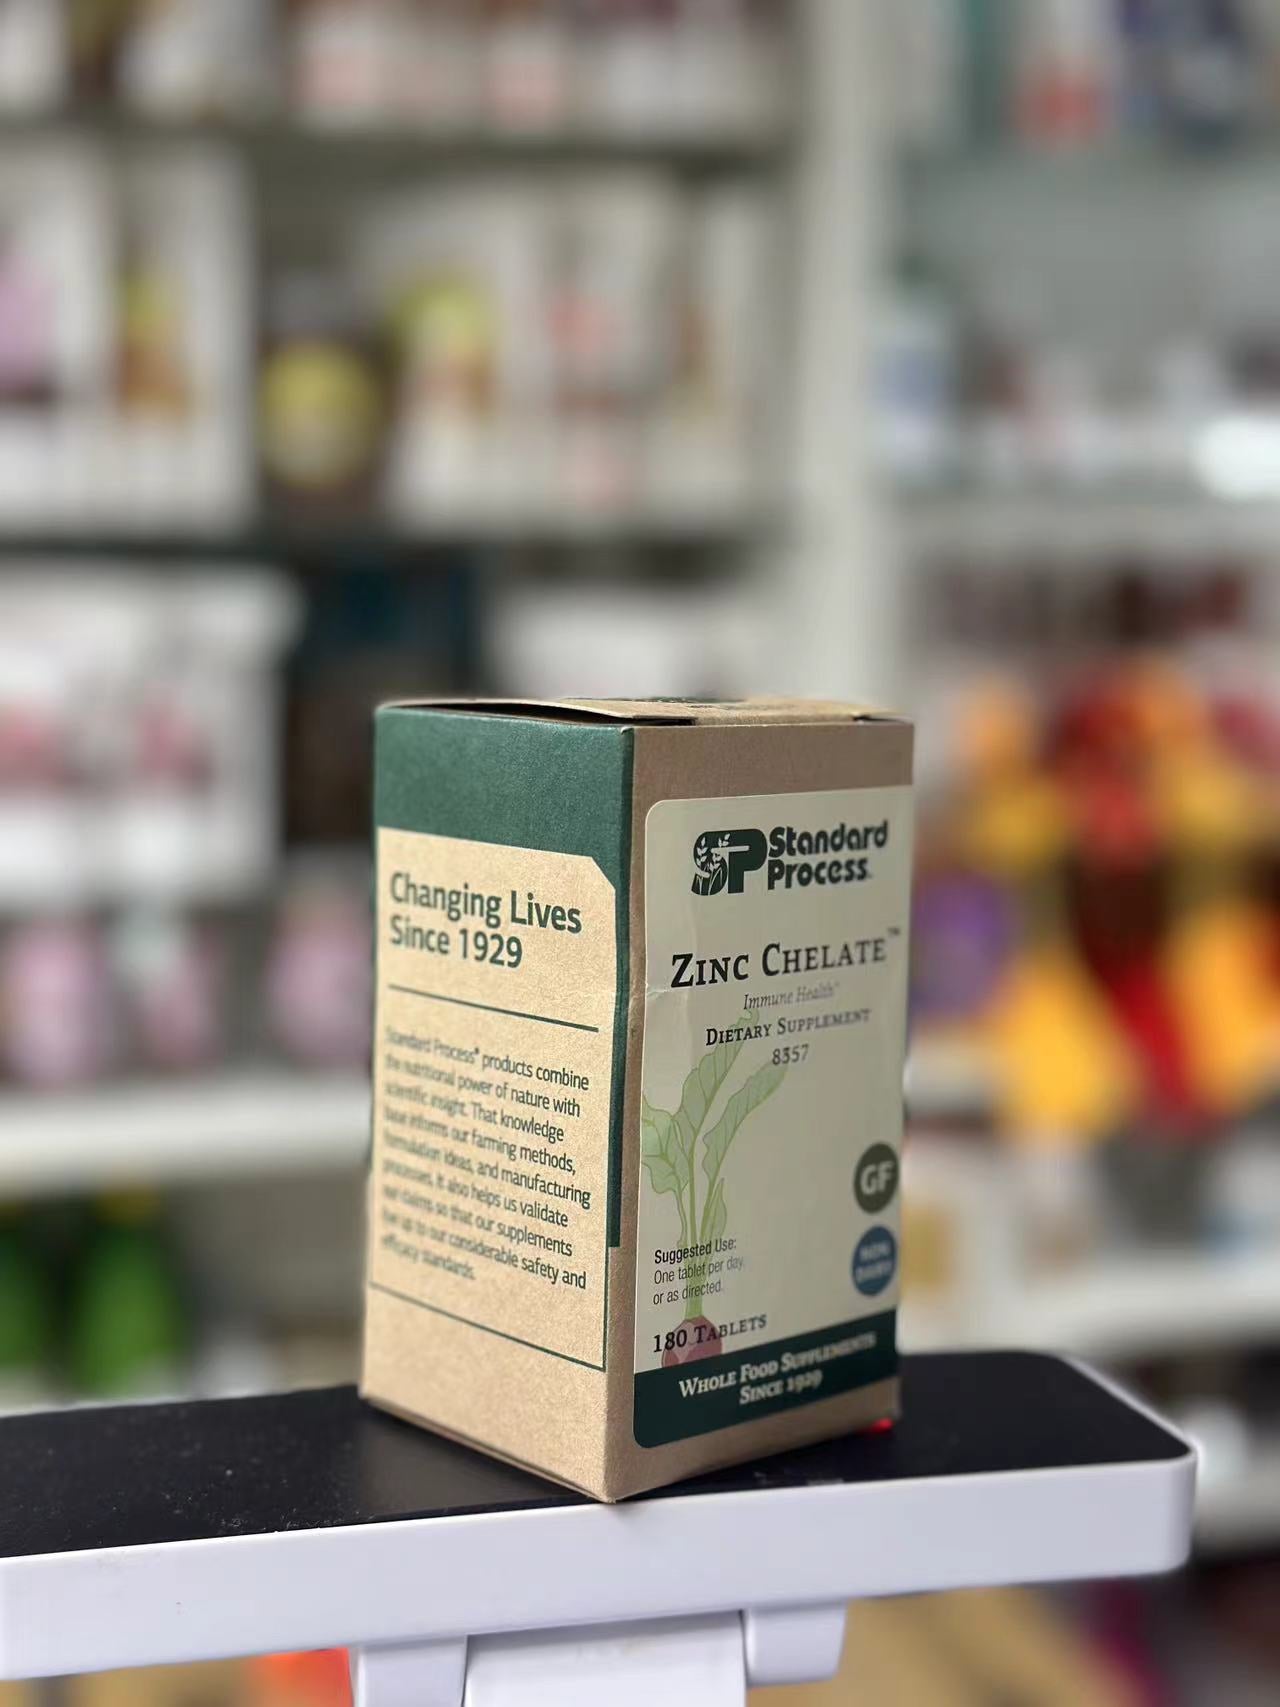 Changing Lives
Since 1929
Standard Process® products combine
the nutritional power of nature with
scientific insight. That knowledge
base informs our farming methods,
formulation ideas, and manufacturing
processes. It also helps us validate
our claims so that our supplements
live up to our considerable safety and
efficacy standards.
SP Standard
Process
Zinc Chelate™
Immune Health*
Dietary Supplement
8357
GF
NON
DAIRY
Suggested Use:
One tablet per day,
or as directed.
180 Tablets
Whole Food Supplements
Since 1929